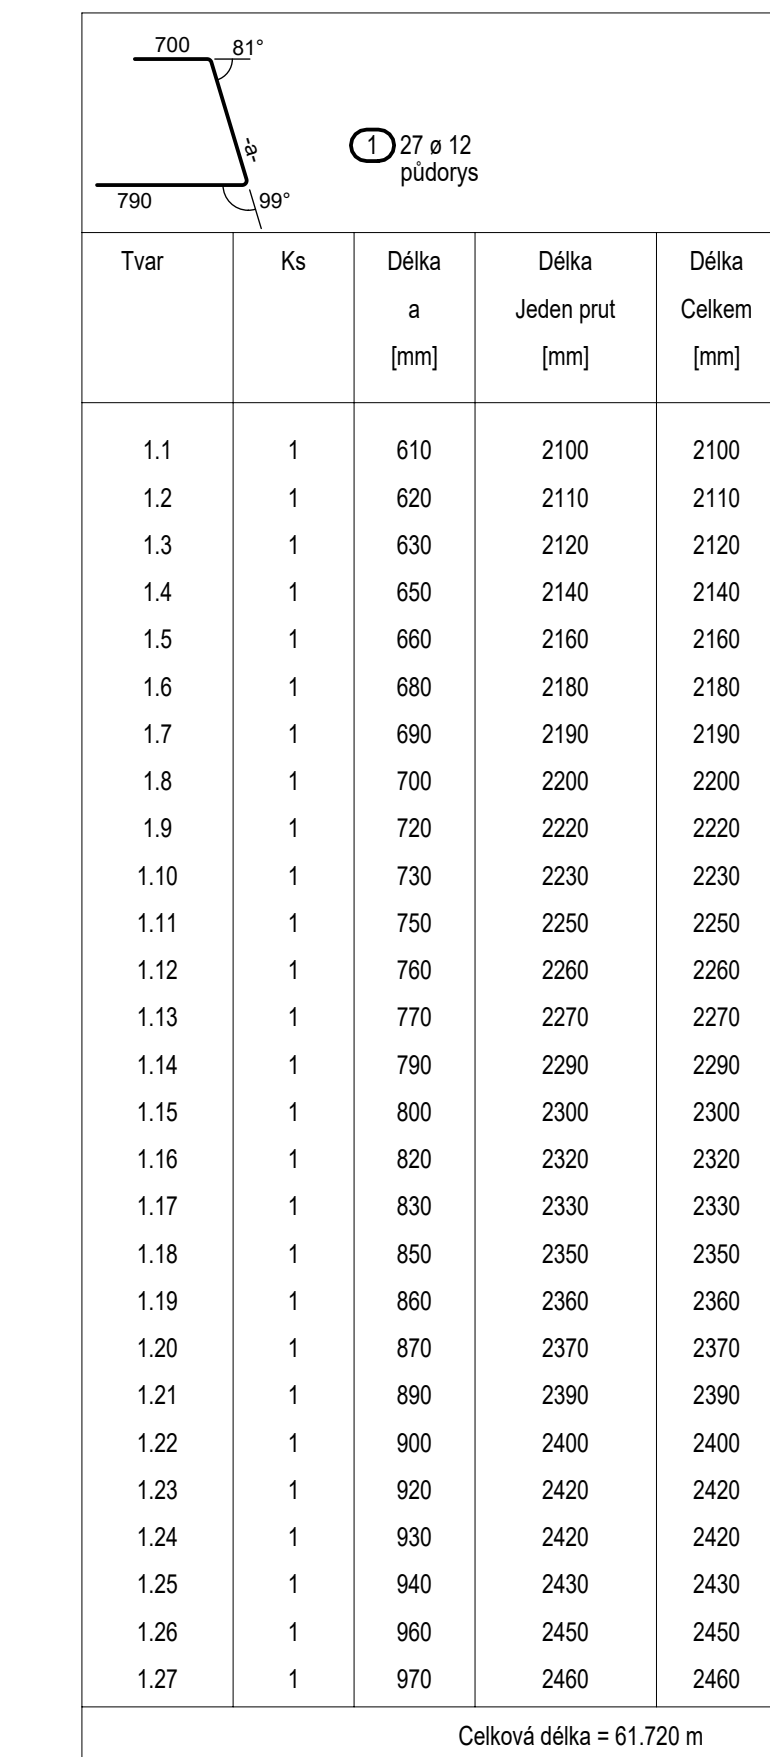 700 81°
-a-
1 27 ø 12
půdorys
790 99°
Tvar Ks Délka Délka Délka
a Jeden prut Celkem
[mm] [mm] [mm]
1.1 1 610 2100 2100
1.2 1 620 2110 2110
1.3 1 630 2120 2120
1.4 1 650 2140 2140
1.5 1 660 2160 2160
1.6 1 680 2180 2180
1.7 1 690 2190 2190
1.8 1 700 2200 2200
1.9 1 720 2220 2220
1.10 1 730 2230 2230
1.11 1 750 2250 2250
1.12 1 760 2260 2260
1.13 1 770 2270 2270
1.14 1 790 2290 2290
1.15 1 800 2300 2300
1.16 1 820 2320 2320
1.17 1 830 2330 2330
1.18 1 850 2350 2350
1.19 1 860 2360 2360
1.20 1 870 2370 2370
1.21 1 890 2390 2390
1.22 1 900 2400 2400
1.23 1 920 2420 2420
1.24 1 930 2420 2420
1.25 1 940 2430 2430
1.26 1 960 2450 2450
1.27 1 970 2460 2460
Celková délka = 61.720 m